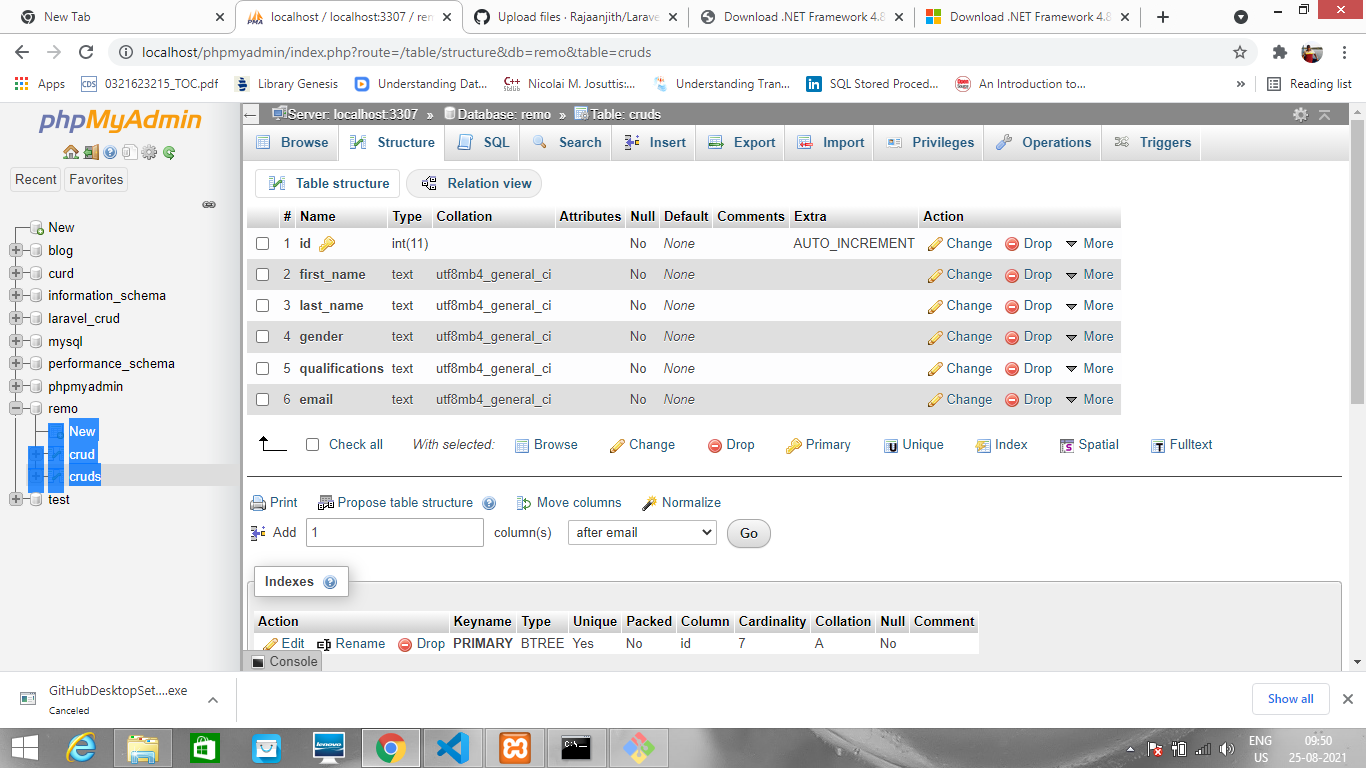 New Tab
localhost / localhost:3307 / rem
Upload files · Rajaanjith/Larave
Download .NET Framework 4.8
Download .NET Framework 4.8
localhost/phpmyadmin/index.php?route=/table/structure&db=remo&table=cruds
Apps
CDS 0321623215_TOC.pdf
Library Genesis
Understanding Dat...
C++ StdLib Nicolai M. Josuttis:...
Understanding Tran...
in SQL Stored Proced...
An Introduction to...
»
Reading list
phpMyAdmin
Recent Favorites
New
blog
curd
information_schema
laravel_crud
mysql
performance_schema
phpmyadmin
remo
New
crud
cruds
test
Server: localhost:3307 » Database: remo » Table: cruds
Browse Structure SQL Search Insert Export Import Privileges Operations Triggers
Table structure Relation view
# Name Type Collation Attributes Null Default Comments Extra Action
1 id int(11) No None AUTO_INCREMENT Change Drop More
2 first_name text utf8mb4_general_ci No None Change Drop More
3 last_name text utf8mb4_general_ci No None Change Drop More
4 gender text utf8mb4_general_ci No None Change Drop More
5 qualifications text utf8mb4_general_ci No None Change Drop More
6 email text utf8mb4_general_ci No None Change Drop More
Check all With selected: Browse Change Drop Primary Unique Index Spatial Fulltext
Print Propose table structure Move columns Normalize
Add 1 column(s) after email Go
Indexes
Action Keyname Type Unique Packed Column Cardinality Collation Null Comment
Edit Rename Drop PRIMARY BTREE Yes No id 7 A No
Console
GitHubDesktopSet....exe
Canceled
Show all
lenovo
C:\_
ENG
US
09:50
25-08-2021